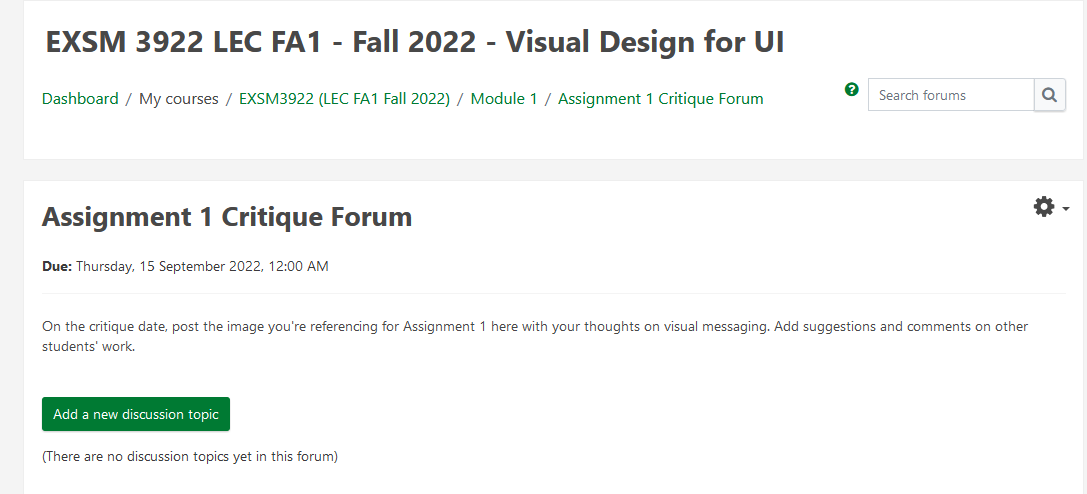 EXSM 3922 LEC FA1 - Fall 2022 - Visual Design for UI
Dashboard / My courses / EXSM3922 (LEC FA1 Fall 2022) / Module 1 / Assignment 1 Critique Forum
Search forums
Assignment 1 Critique Forum
Due: Thursday, 15 September 2022, 12:00 AM
On the critique date, post the image you're referencing for Assignment 1 here with your thoughts on visual messaging. Add suggestions and comments on other
students' work.
Add a new discussion topic
(There are no discussion topics yet in this forum)